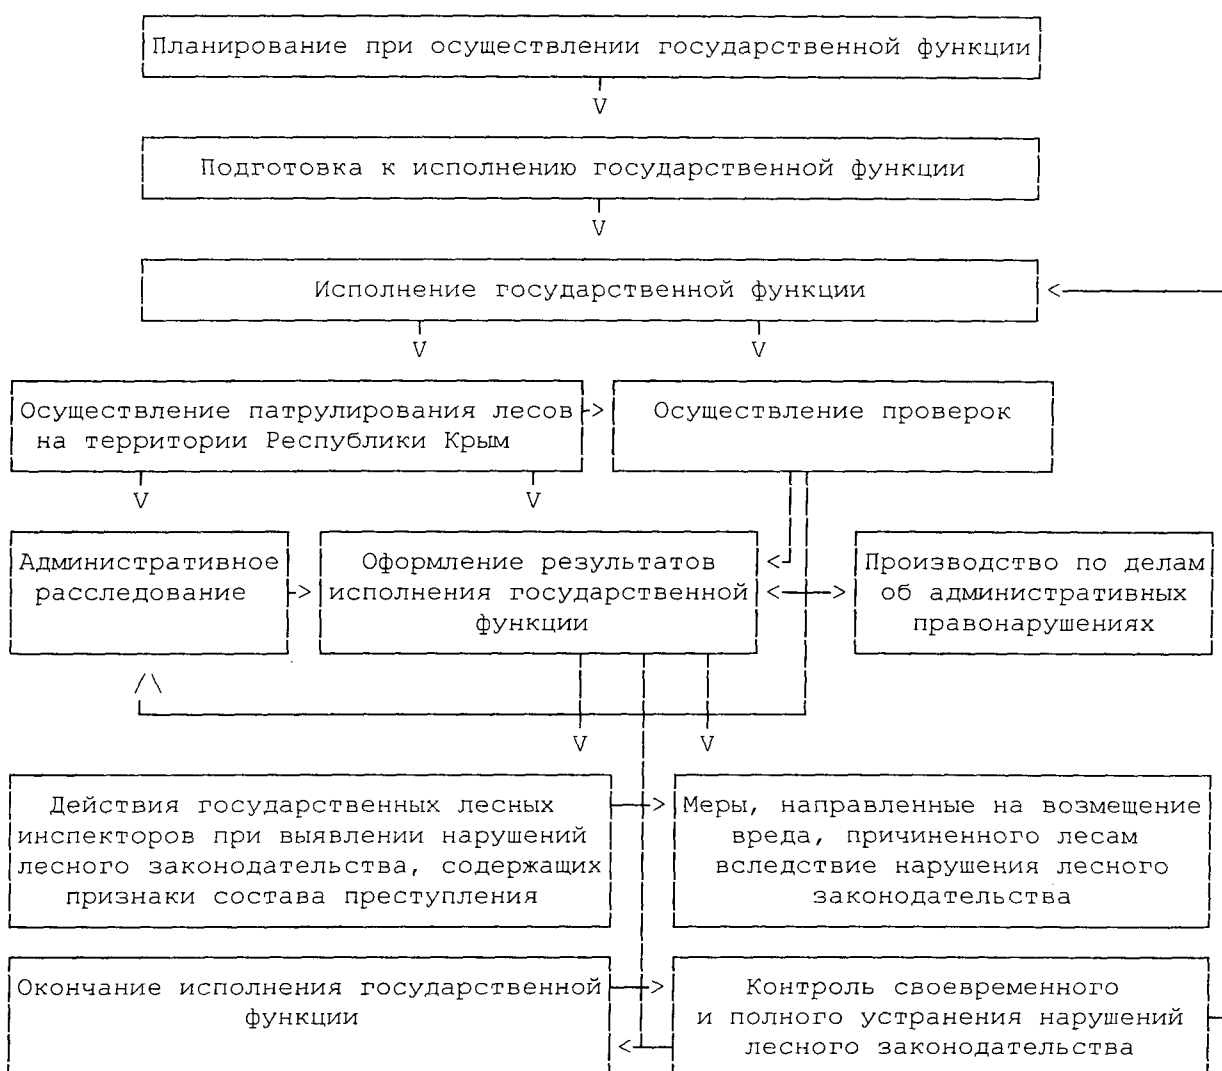 Планирование при осуществлении государственной функции
Подготовка к исполнению государственной функции
Исполнение государственной функции
Осуществление патрулирования лесов
на территории Республики Крым
Осуществление проверок
Административное
расследование
Оформление результатов
исполнения государственной
функции
Производство по делам
об административных
правонарушениях
Действия государственных лесных
инспекторов при выявлении нарушений
лесного законодательства, содержащих
признаки состава преступления
Меры, направленные на возмещение
вреда, причиненного лесам
вследствие нарушения лесного
законодательства
Окончание исполнения государственной
функции
Контроль своевременного
и полного устранения нарушений
лесного законодательства